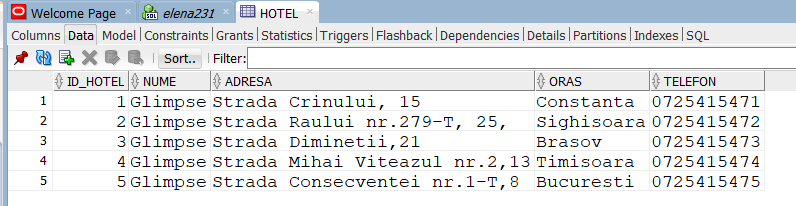 Welcome Page × elena231 × HOTEL ×
Columns Data Model Constraints Grants Statistics Triggers Flashback Dependencies Details Partitions Indexes SQL
Sort.. Filter:
ID_HOTEL NUME ADRESA ORAS TELEFON
1 1 Glimpse Strada Crinului, 15 Constanta 0725415471
2 2 Glimpse Strada Raului nr.279-T, 25, Sighisoara 0725415472
3 3 Glimpse Strada Diminetii,21 Brasov 0725415473
4 4 Glimpse Strada Mihai Viteazul nr.2,13 Timisoara 0725415474
5 5 Glimpse Strada Consecventei nr.1-T,8 Bucuresti 0725415475